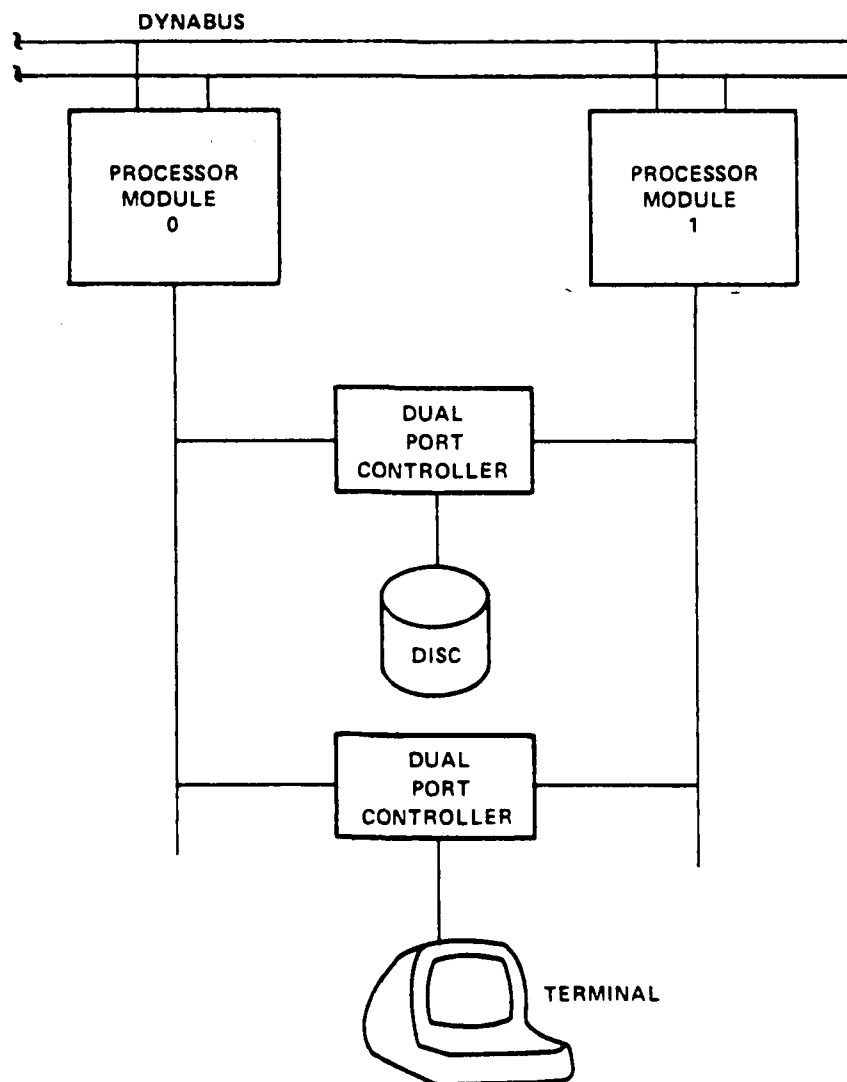 DYNABUS
PROCESSOR
MODULE
0
PROCESSOR
MODULE
1
DUAL
PORT
CONTROLLER
DISC
DUAL
PORT
CONTROLLER
TERMINAL